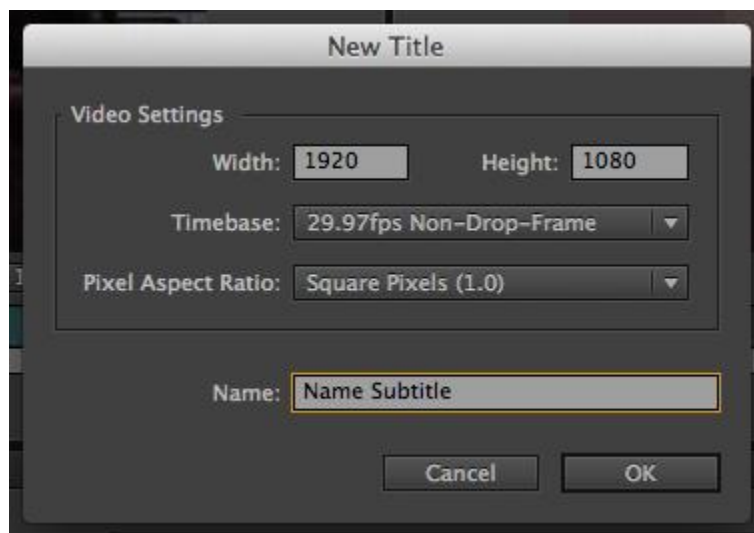 New Title
Video Settings
Width: 1920 Height: 1080
Timebase: 29.97fps Non-Drop-Frame
Pixel Aspect Ratio: Square Pixels (1.0)
Name: Name Subtitle
Cancel OK